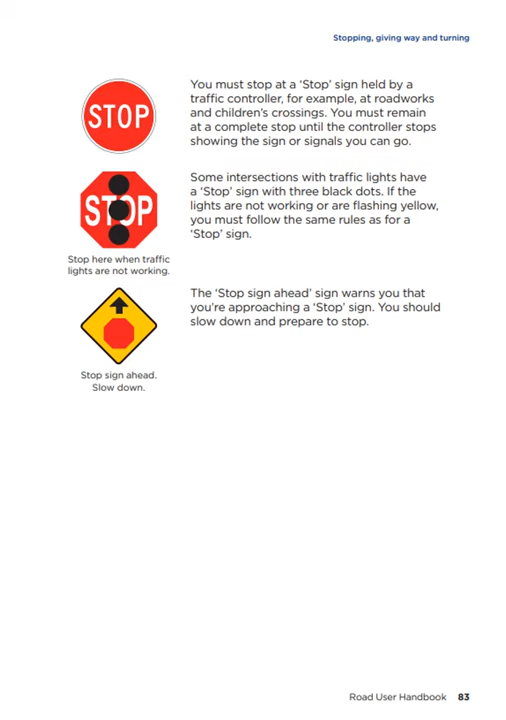 Stopping, giving way and turning
STOP
You must stop at a ‘Stop’ sign held by a
traffic controller, for example, at roadworks
and children’s crossings. You must remain
at a complete stop until the controller stops
showing the sign or signals you can go.
STOP
Stop here when traffic
lights are not working.
Some intersections with traffic lights have
a ‘Stop’ sign with three black dots. If the
lights are not working or are flashing yellow,
you must follow the same rules as for a
‘Stop’ sign.
Stop sign ahead.
Slow down.
The ‘Stop sign ahead’ sign warns you that
you’re approaching a ‘Stop’ sign. You should
slow down and prepare to stop.
Road User Handbook 83